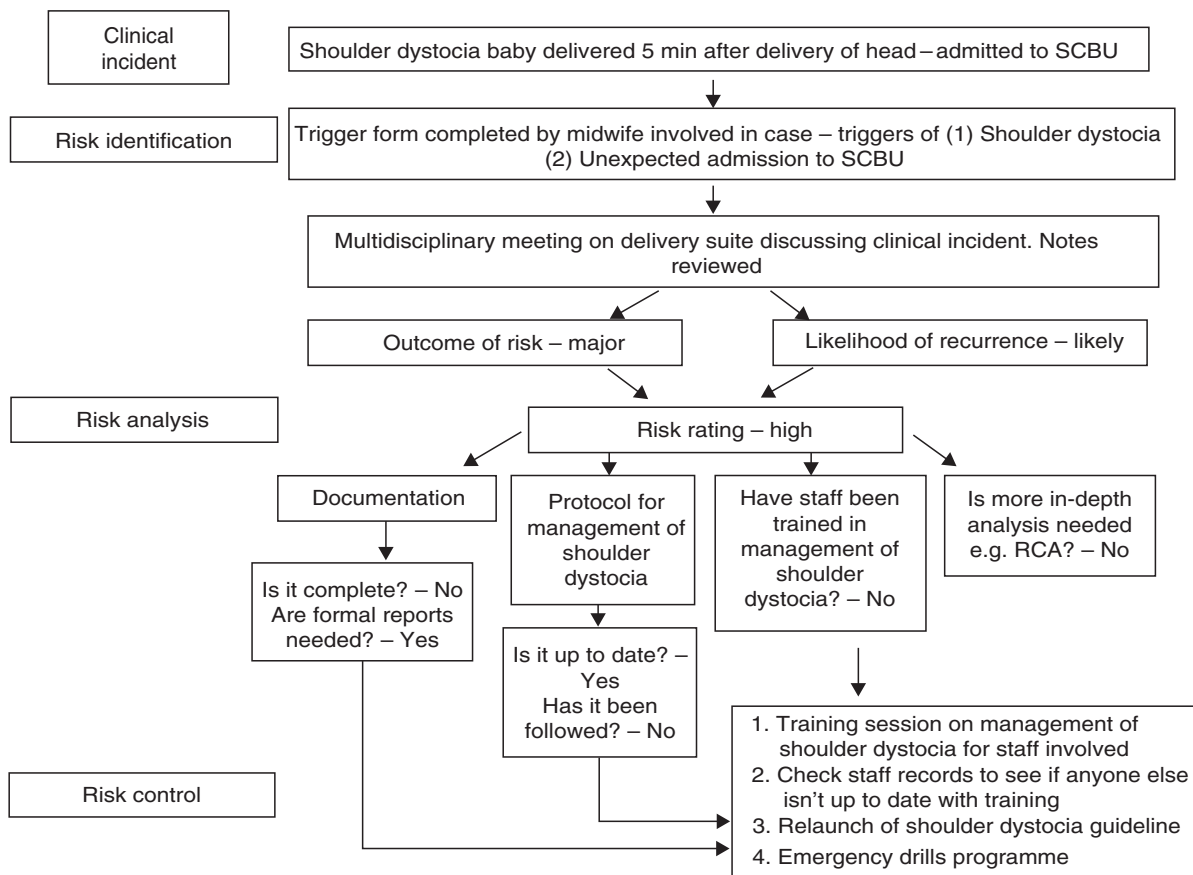 Clinical
incident
Shoulder dystocia baby delivered 5 min after delivery of head – admitted to SCBU
Risk identification
Trigger form completed by midwife involved in case – triggers of (1) Shoulder dystocia
(2) Unexpected admission to SCBU
Multidisciplinary meeting on delivery suite discussing clinical incident. Notes
reviewed
Outcome of risk – major
Likelihood of recurrence – likely
Risk analysis
Risk rating – high
Documentation
Is it complete? – No
Are formal reports
needed? – Yes
Protocol for
management of
shoulder
dystocia
Is it up to date? –
Yes
Has it been
followed? – No
Have staff been
trained in
management of
shoulder
dystocia? – No
Is more in-depth
analysis needed
e.g. RCA? – No
Risk control
1. Training session on management of
shoulder dystocia for staff involved
2. Check staff records to see if anyone else
isn't up to date with training
3. Relaunch of shoulder dystocia guideline
4. Emergency drills programme